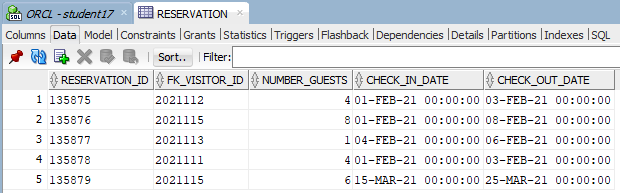 SQL ORCL - student17 × RESERVATION ×
Columns Data Model Constraints Grants Statistics Triggers Flashback Dependencies Details Partitions Indexes SQL
Sort.. Filter:
RESERVATION_ID FK_VISITOR_ID NUMBER_GUESTS CHECK_IN_DATE CHECK_OUT_DATE
1 135875 2021112 4 01-FEB-21 00:00:00 03-FEB-21 00:00:00
2 135876 2021115 8 01-FEB-21 00:00:00 02-FEB-21 00:00:00
3 135877 2021113 1 04-FEB-21 00:00:00 06-FEB-21 00:00:00
4 135878 2021111 4 01-FEB-21 00:00:00 03-FEB-21 00:00:00
5 135879 2021115 6 15-MAR-21 00:00:00 25-MAR-21 00:00:00